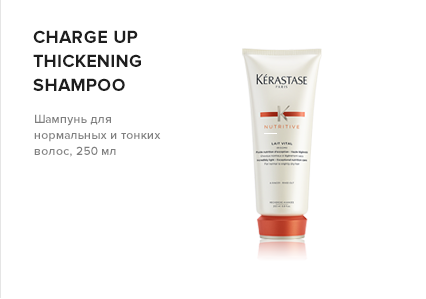 CHARGE UP
THICKENING
SHAMPOO
Шампунь для
нормальных и тонких
волос, 250 мл
KÉRASTASE
PARIS
K
NUTRITIVE
LAIT VITAL